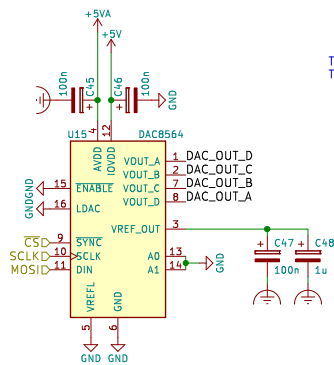 +5VA
+5V
100n
C45
C46
100n
GND
T
T
U15
DAC8564
4
12
AVDD
IOVDD
VOUT_A 1 DAC_OUT_D
VOUT_B 2 DAC_OUT_C
VOUT_C 7 DAC_OUT_B
VOUT_D 8 DAC_OUT_A
GND 15 ENABLE
GND 16 LDAC
VREF_OUT 3
CS 9 SYNC
SCLK 10 SCLK
MOSI 11 DIN
A0 13
A1 14
GND
C47
100n
C48
1u
VREFL
GND
5
6
GND
GND